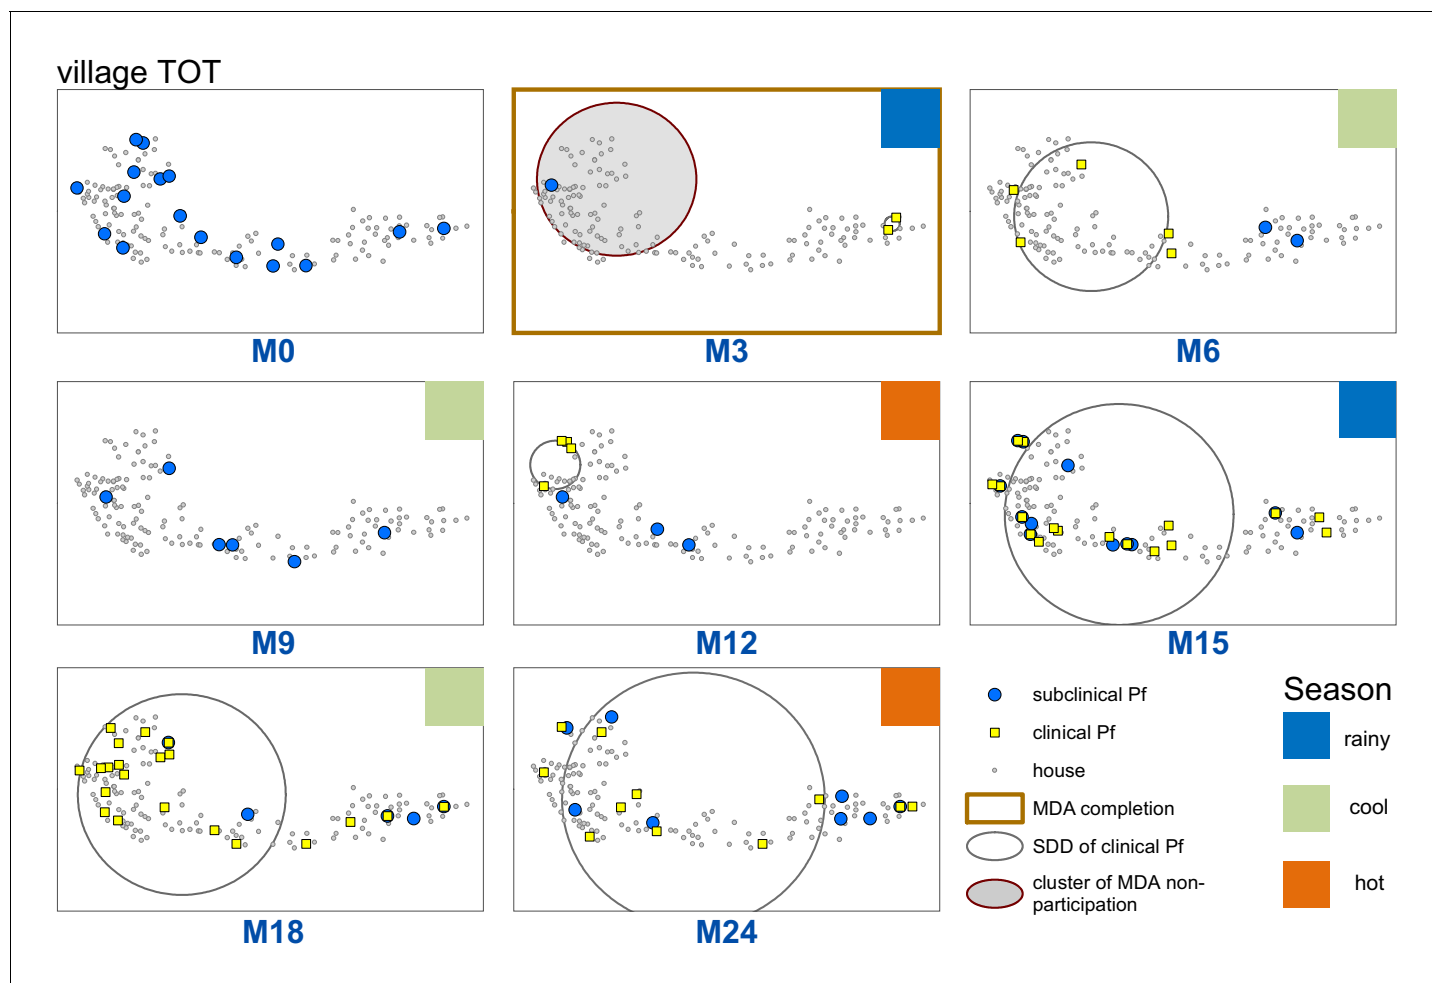 village TOT
M0
M3
M6
M9
M12
M15
M18
M24
subclinical Pf
clinical Pf
house
MDA completion
SDD of clinical Pf
cluster of MDA non-
participation
Season
rainy
cool
hot